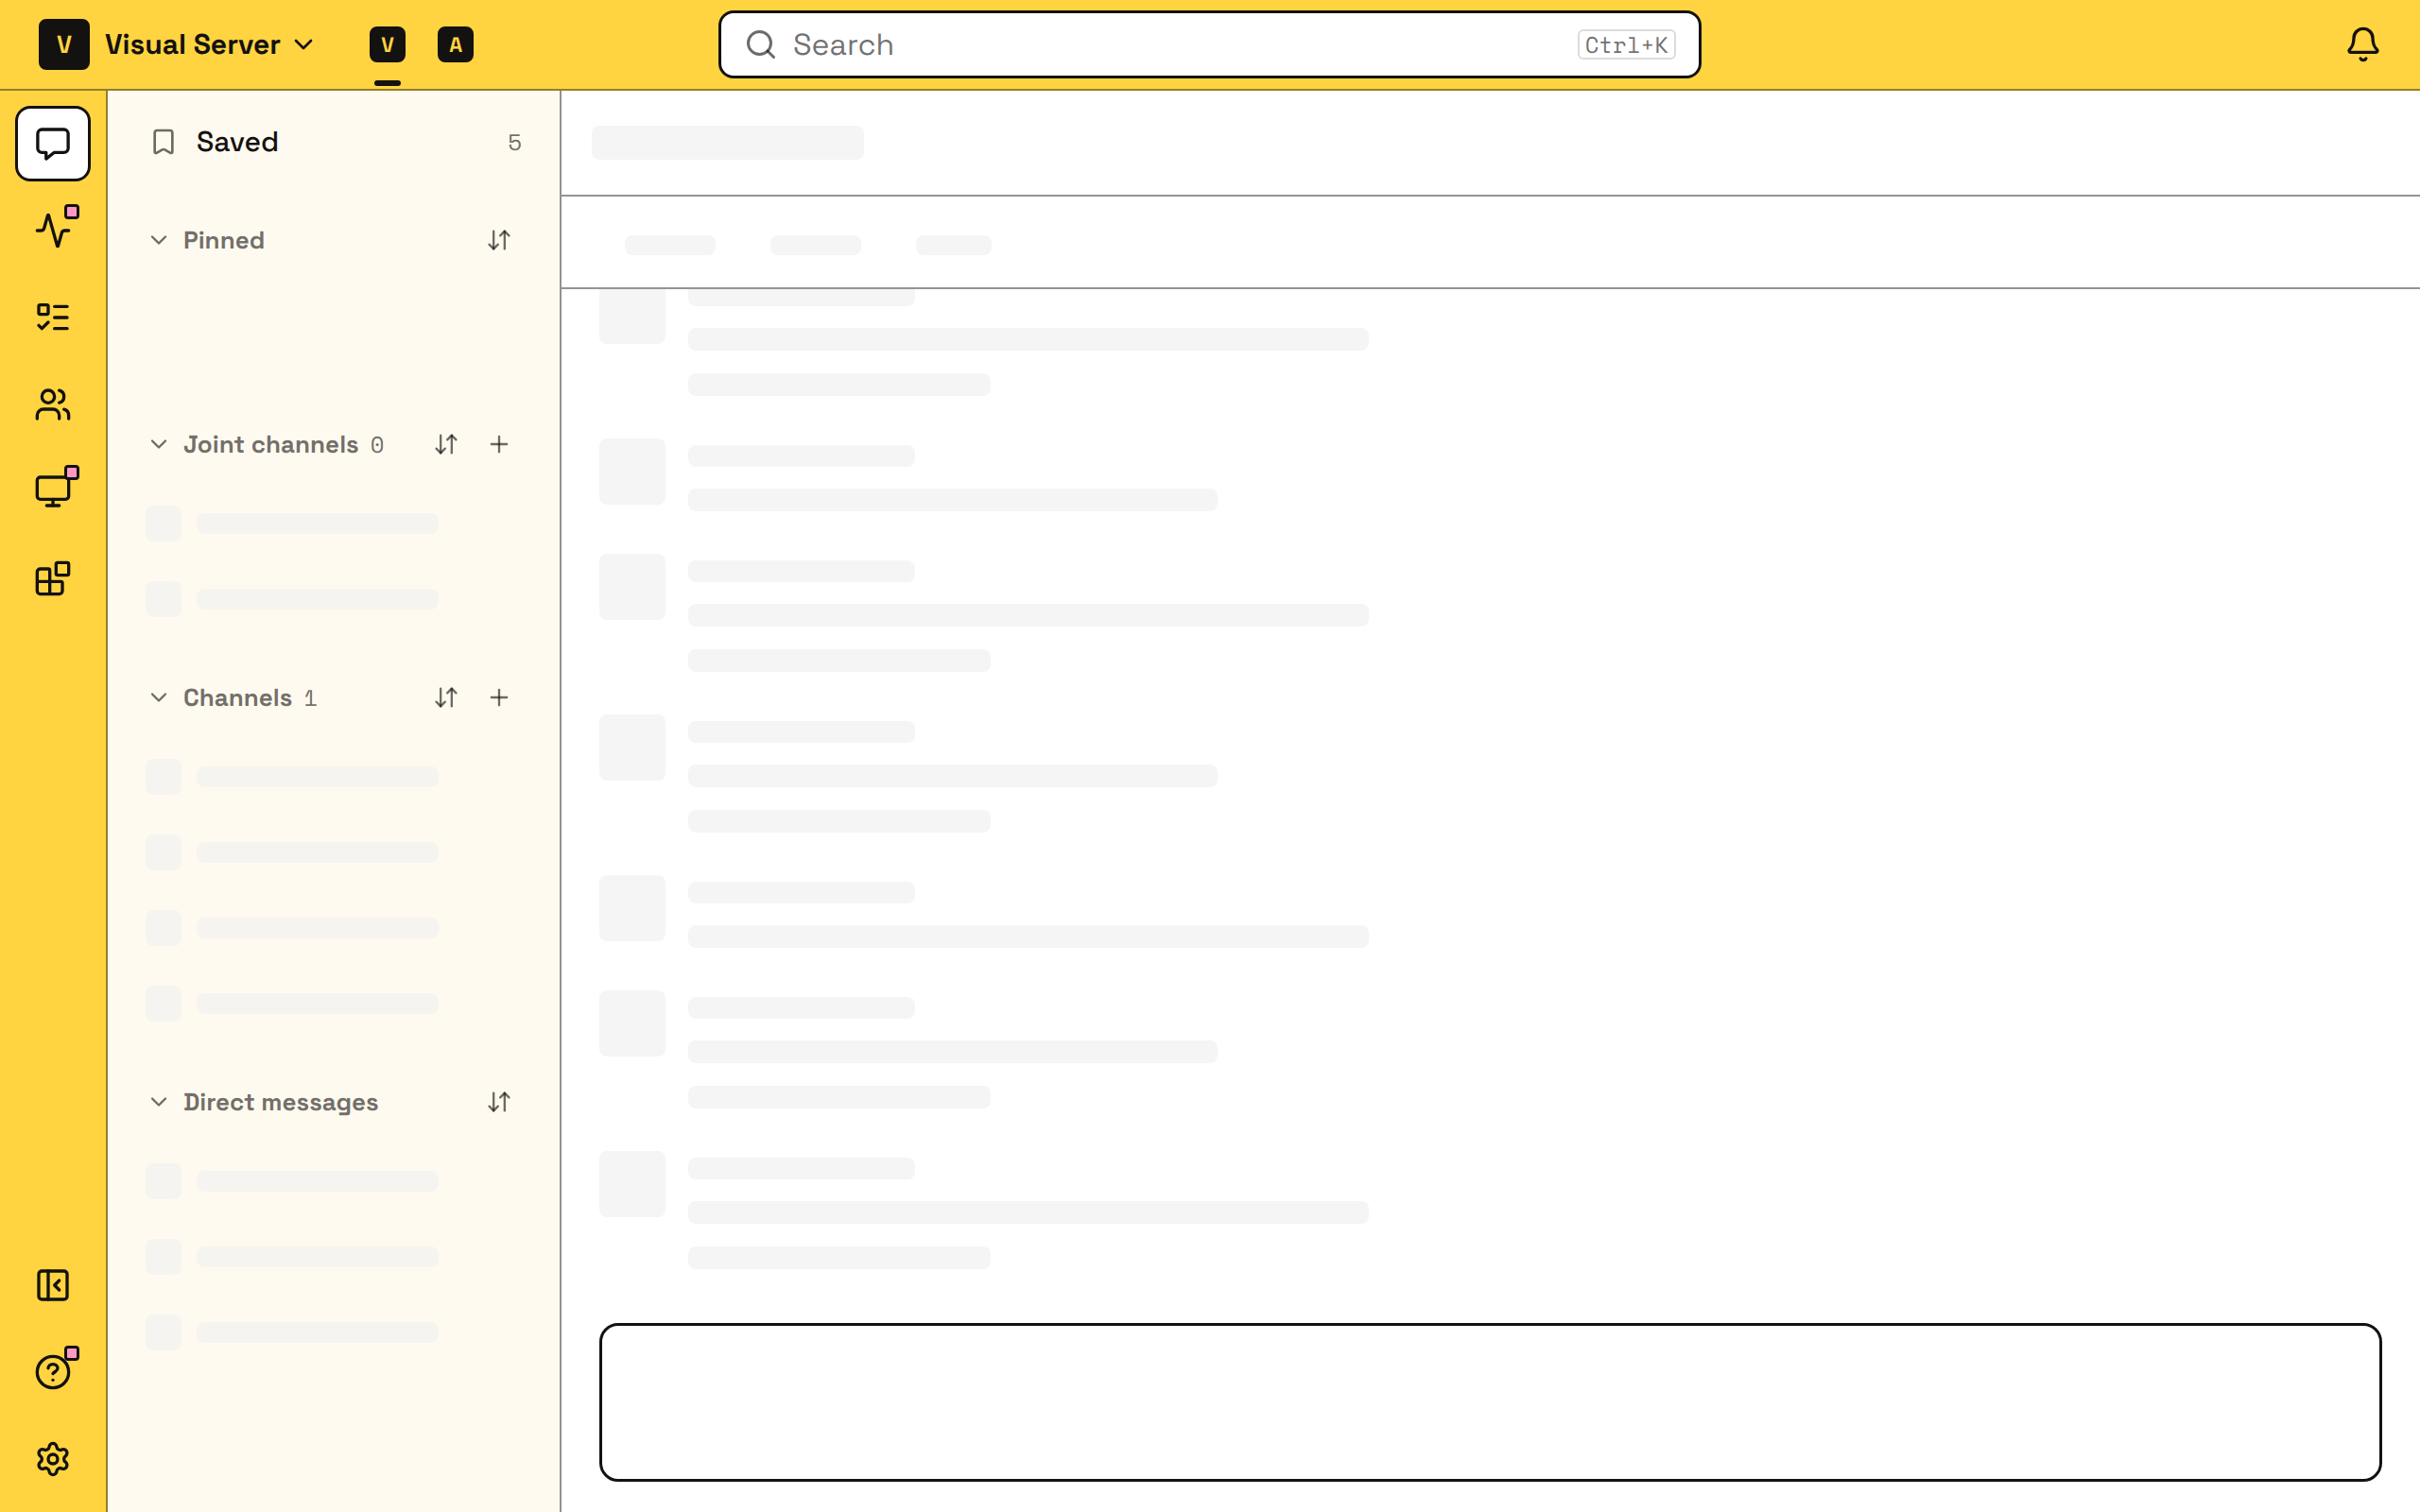 V Visual Server V A Search Ctrl+K
Saved 5
Pinned
Joint channels 0
Channels 1
Direct messages